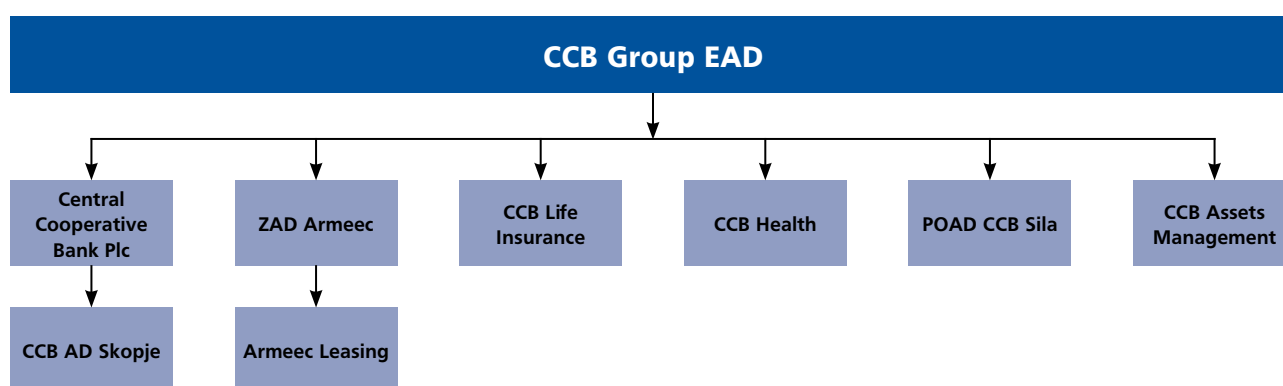 CCB Group EAD
Central
Cooperative
Bank Plc
ZAD Armeec
CCB Life
Insurance
CCB Health
POAD CCB Sila
CCB Assets
Management
CCB AD Skopje
Armeec Leasing